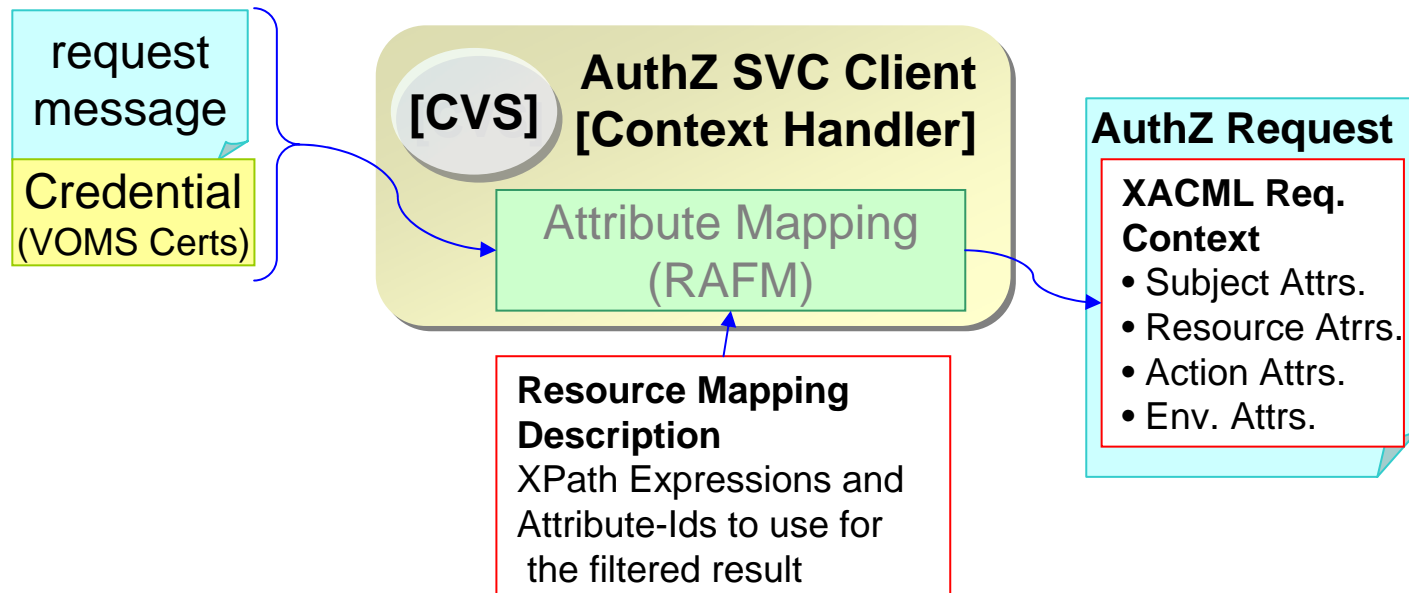 request
message
Credential
(VOMS Certs)
[CVS]
AuthZ SVC Client
[Context Handler]
Attribute Mapping
(RAFM)
Resource Mapping
Description
XPath Expressions and
Attribute-Ids to use for
the filtered result
AuthZ Request
XACML Req.
Context
• Subject Attrs.
• Resource Atrrs.
• Action Attrs.
• Env. Attrs.